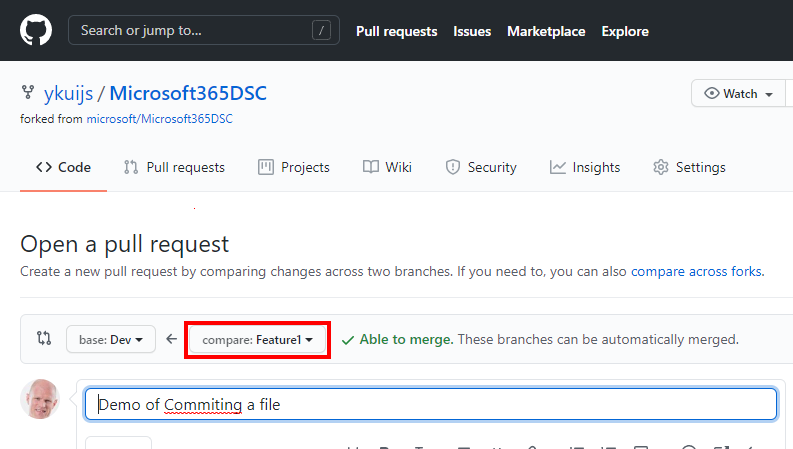 Search or jump to... / Pull requests Issues Marketplace Explore
ykuijs / Microsoft365DSC Watch
forked from microsoft/Microsoft365DSC
Code Pull requests Projects Wiki Security Insights Settings
Open a pull request
Create a new pull request by comparing changes across two branches. If you need to, you can also compare across forks.
base: Dev compare: Feature1 Able to merge. These branches can be automatically merged.
Demo of Commiting a file